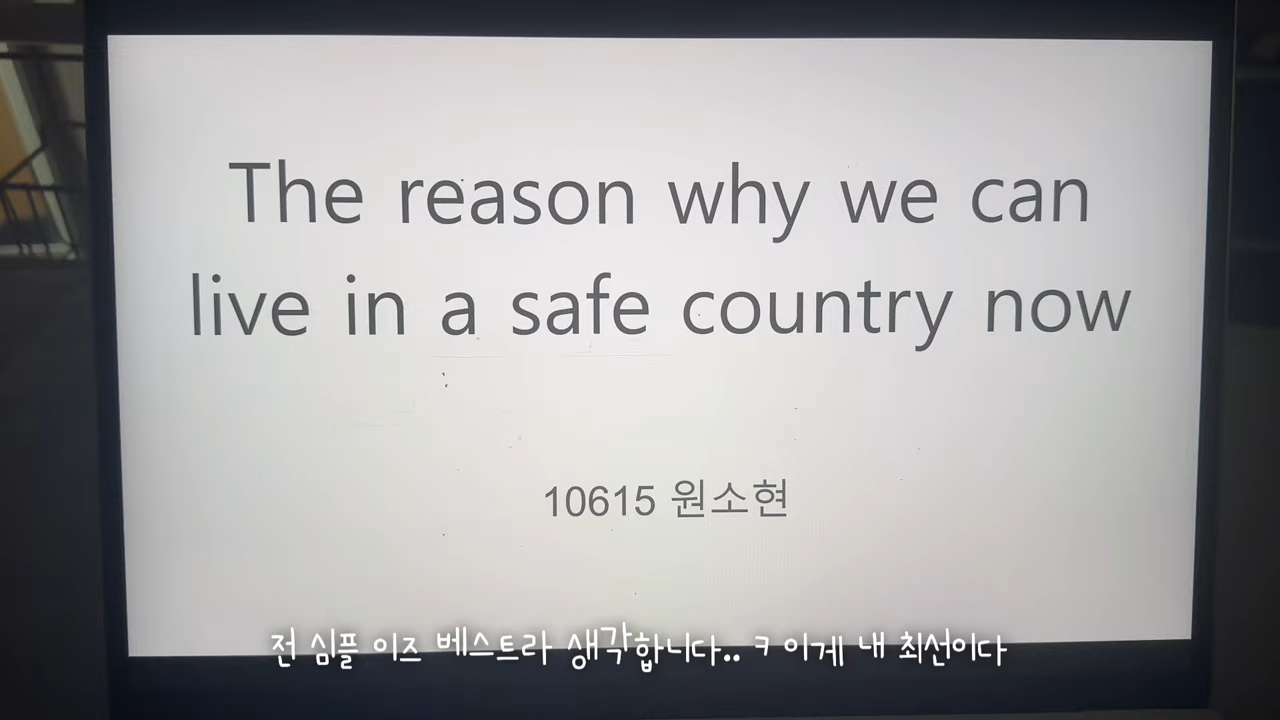 The reason why we can
live in a safe country now
10615 원소현
전 심플 이즈 베스트라 생각합니다.. ㅋ 이게 내 최선이다